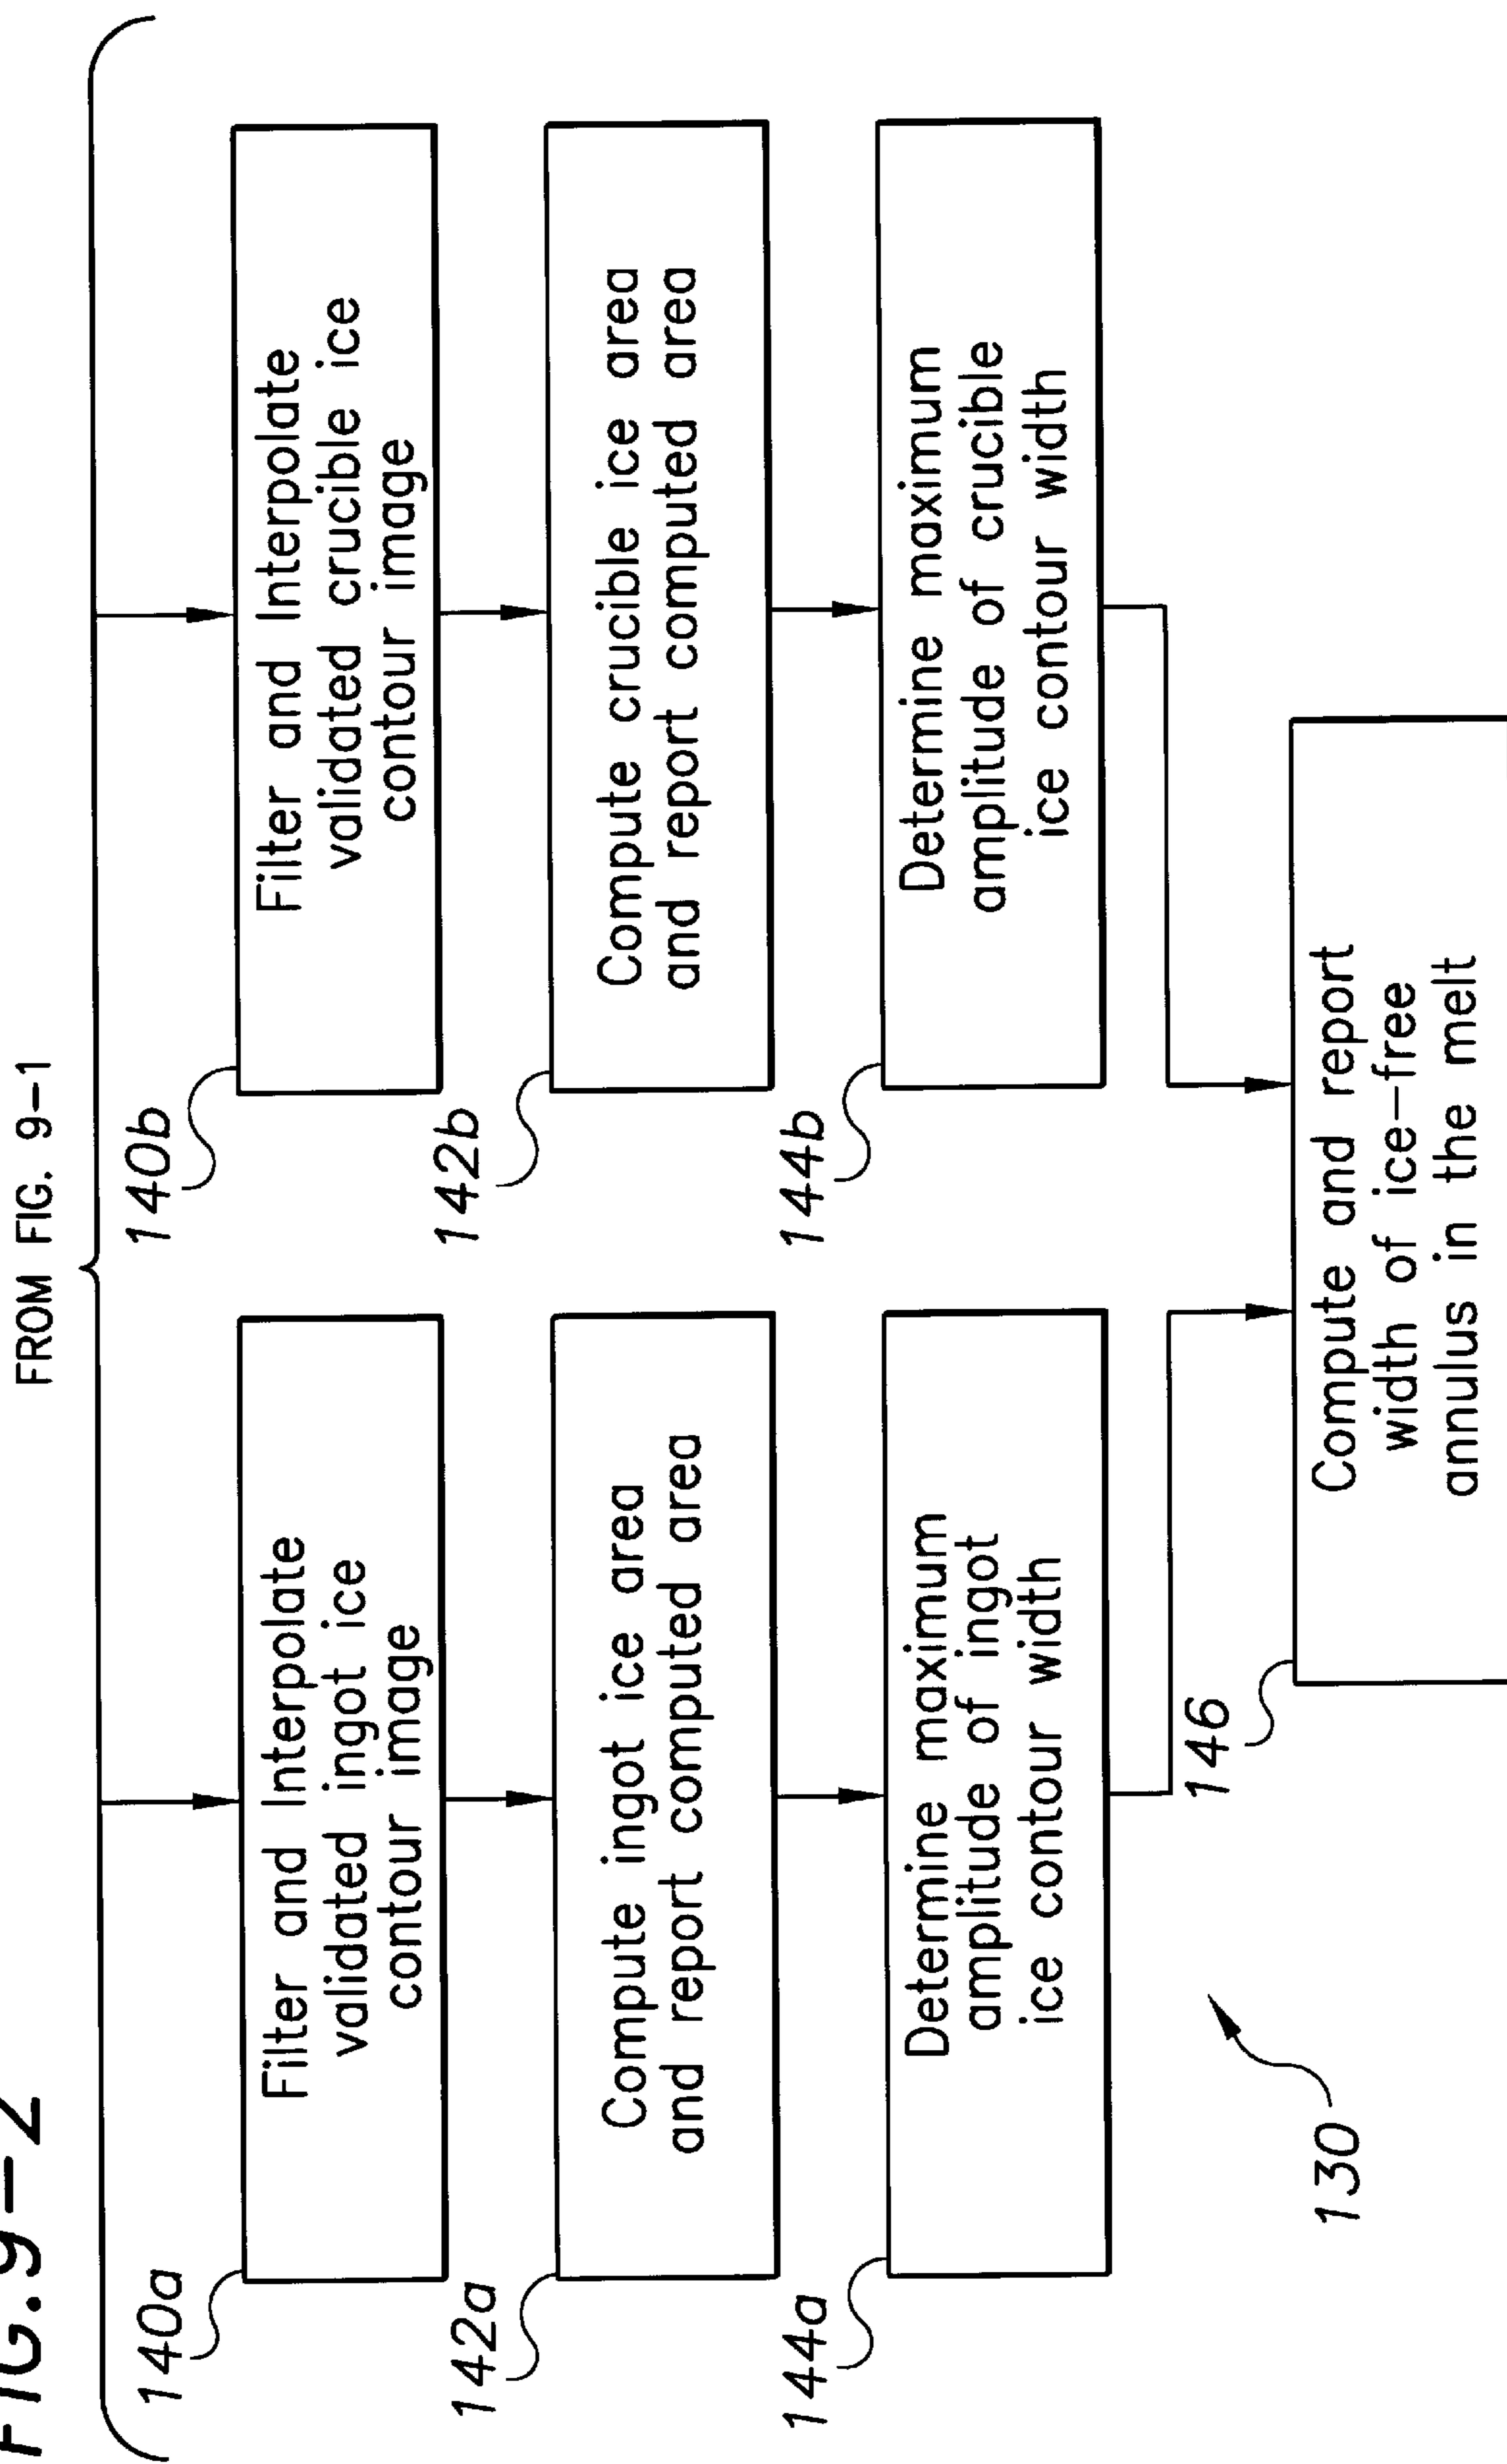 FIG.9-2
FROM FIG. 9-1
140a
Filter and Interpolate
validated ingot ice
contour image
140b
Filter and Interpolate
validated crucible ice
contour image
142a
Compute ingot ice area
and report computed area
142b
Compute crucible ice area
and report computed area
144a
Determine maximum
amplitude of ingot
ice contour width
144b
Determine maximum
amplitude of crucible
ice contour width
146
Compute and report
width of ice-free
annulus in the melt
130